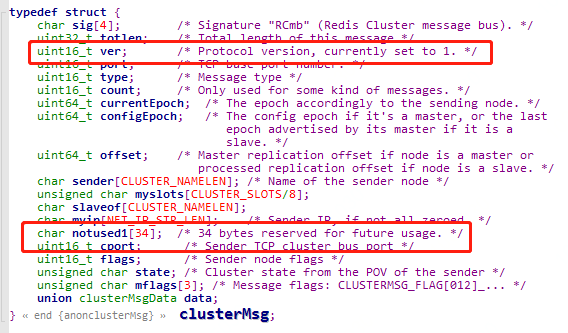 typedef struct {
char sig[4]; /* Signature "RCmb" (Redis Cluster message bus). */
uint32_t totlen; /* Total length of this message */
uint16_t ver; /* Protocol version, currently set to 1. */
uint16_t port; /* TCP base port number. */
uint16_t type; /* Message type */
uint16_t count; /* Only used for some kind of messages. */
uint64_t currentEpoch; /* The epoch accordingly to the sending node. */
uint64_t configEpoch; /* The config epoch if it's a master, or the last
epoch advertised by its master if it is a
slave. */
uint64_t offset; /* Master replication offset if node is a master or
processed replication offset if node is a slave. */
char sender[CLUSTER_NAMELEN]; /* Name of the sender node */
unsigned char myslots[CLUSTER_SLOTS/8];
char slaveof[CLUSTER_NAMELEN];
char myip[NET_IP_STR_LEN]; /* Sender IP, if not all zeroed. */
char notused1[34]; /* 34 bytes reserved for future usage. */
uint16_t cport; /* Sender TCP cluster bus port */
uint16_t flags; /* Sender node flags */
unsigned char state; /* Cluster state from the POV of the sender */
unsigned char mflags[3]; /* Message flags: CLUSTERMSG_FLAG[012]_... */
union clusterMsgData data;
} « end {anonclusterMsg} » clusterMsg;